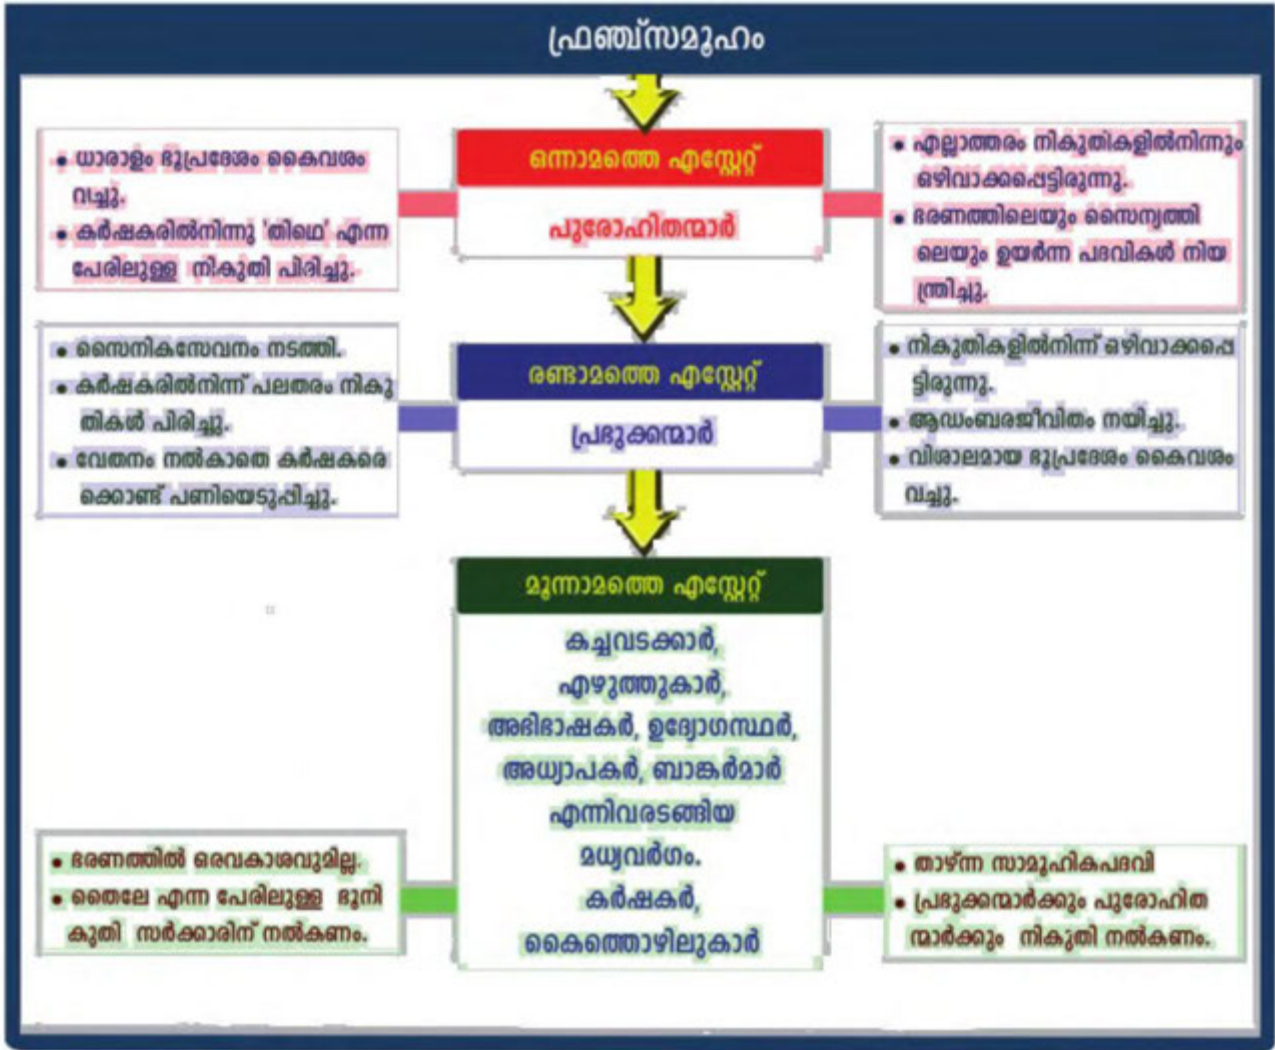 ഫ്രഞ്ച്സമൂഹം
ഒന്നാമത്തെ എസ്റ്റേറ്റ്
പുരോഹിതന്മാർ
• ധാരാളം ഭൂപ്രദേശം കൈവശം
വച്ചു.
• കർഷകരിൽനിന്നു 'തിഥെ' എന്ന
പേരിലുള്ള നികുതി പിരിച്ചു.
• എല്ലാത്തരം നികുതികളിൽനിന്നും
ഒഴിവാക്കപ്പെട്ടിരുന്നു.
• ഭരണത്തിലെയും സൈന്യത്തി
ലെയും ഉയർന്ന പദവികൾ നിയ
ന്ത്രിച്ചു.
രണ്ടാമത്തെ എസ്റ്റേറ്റ്
പ്രഭുക്കന്മാർ
• സൈനികസേവനം നടത്തി.
• കർഷകരിൽനിന്ന് പലതരം നികു
തികൾ പിരിച്ചു.
• വേതനം നൽകാതെ കർഷകരെ
ക്കൊണ്ട് പണിയെടുപ്പിച്ചു.
• നികുതികളിൽനിന്ന് ഒഴിവാക്കപ്പെ
ട്ടിരുന്നു.
• ആഡംബരജീവിതം നയിച്ചു.
• വിശാലമായ ഭൂപ്രദേശം കൈവശം
വച്ചു.
മൂന്നാമത്തെ എസ്റ്റേറ്റ്
കച്ചവടക്കാർ,
എഴുത്തുകാർ,
അഭിഭാഷകർ, ഉദ്യോഗസ്ഥർ,
അധ്യാപകർ, ബാങ്കർമാർ
എന്നിവരടങ്ങിയ
മധ്യവർഗം.
കർഷകർ,
കൈത്തൊഴിലുകാർ
• ഭരണത്തിൽ ഒരവകാശവുമില്ല.
• തൈലേ എന്ന പേരിലുള്ള ഭൂനി
കുതി സർക്കാരിന് നൽകണം.
• താഴ്ന്ന സാമൂഹികപദവി
• പ്രഭുക്കന്മാർക്കും പുരോഹിത
ന്മാർക്കും നികുതി നൽകണം.